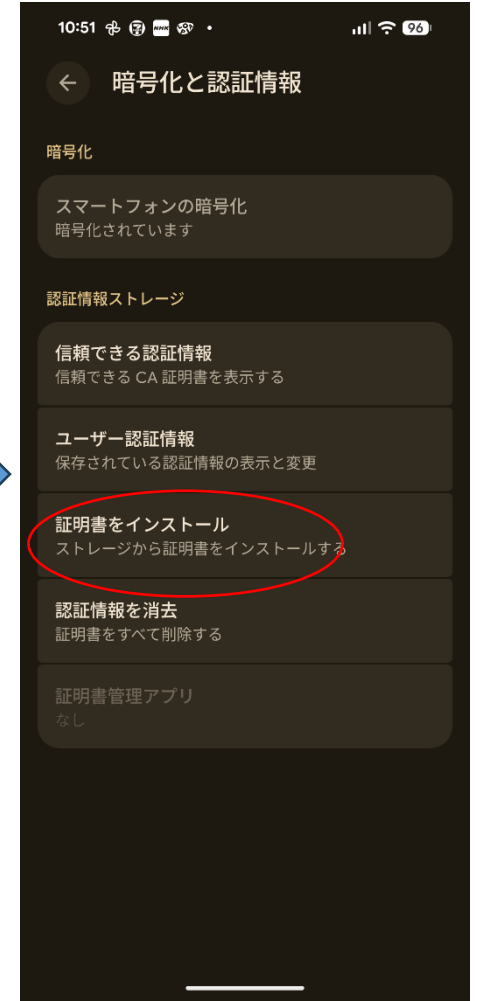 10:51 NHK 96
暗号化と認証情報
暗号化
スマートフォンの暗号化
暗号化されています
認証情報ストレージ
信頼できる認証情報
信頼できる CA 証明書を表示する
ユーザー認証情報
保存されている認証情報の表示と変更
証明書をインストール
ストレージから証明書をインストールする
認証情報を消去
証明書をすべて削除する
証明書管理アプリ
なし